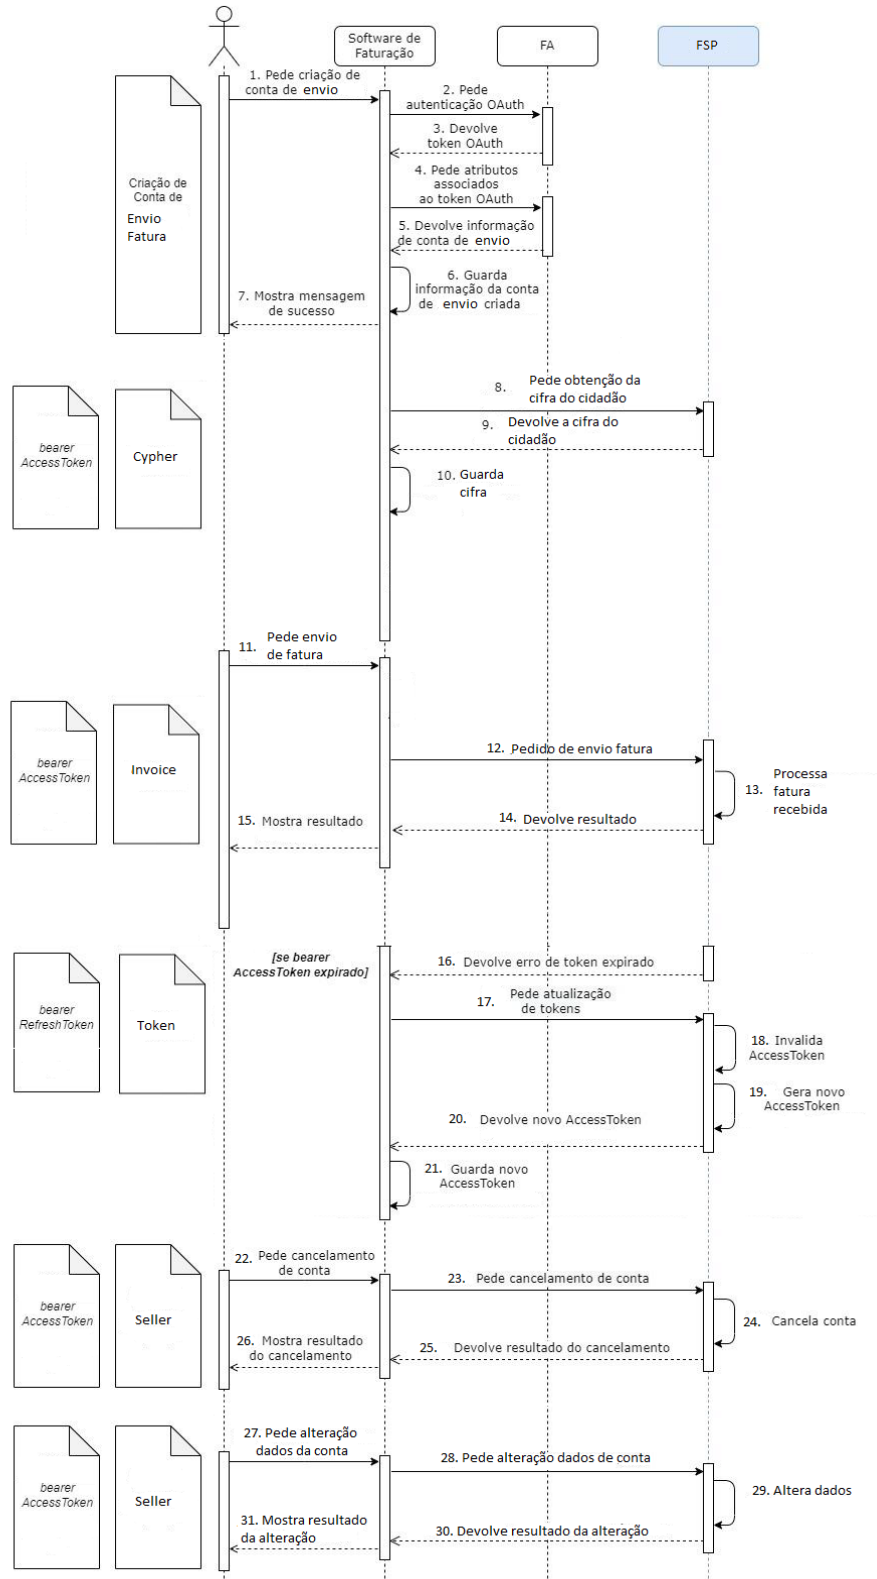 Software de
Faturação
FA
FSP
1. Pede criação de
conta de envio
2. Pede
autenticação OAuth
3. Devolve
token OAuth
4. Pede atributos
associados
ao token OAuth
Criação de
Conta de
Envio
Fatura
5. Devolve informação
de conta de envio
6. Guarda
informação da conta
de envio criada
7. Mostra mensagem
de sucesso
8. Pede obtenção da
cifra do cidadão
9. Devolve a cifra do
cidadão
bearer
AccessToken
Cypher
10. Guarda
cifra
11. Pede envio
de fatura
12. Pedido de envio fatura
bearer
AccessToken
Invoice
13. Processa
fatura
recebida
14. Devolve resultado
15. Mostra resultado
[se bearer
AccessToken expirado]
16. Devolve erro de token expirado
17. Pede atualização
de tokens
bearer
RefreshToken
Token
18. Invalida
AccessToken
19. Gera novo
AccessToken
20. Devolve novo AccessToken
21. Guarda novo
AccessToken
22. Pede cancelamento
de conta
23. Pede cancelamento de conta
bearer
AccessToken
Seller
24. Cancela conta
25. Devolve resultado do cancelamento
26. Mostra resultado
do cancelamento
27. Pede alteração
dados da conta
28. Pede alteração dados de conta
bearer
AccessToken
Seller
29. Altera dados
30. Devolve resultado da alteração
31. Mostra resultado
da alteração